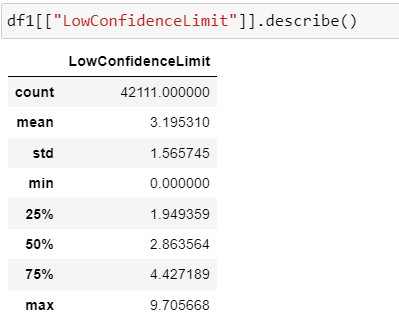 df1[["LowConfidenceLimit"]].describe()
LowConfidenceLimit
count 42111.000000
mean 3.195310
std 1.565745
min 0.000000
25% 1.949359
50% 2.863564
75% 4.427189
max 9.705668